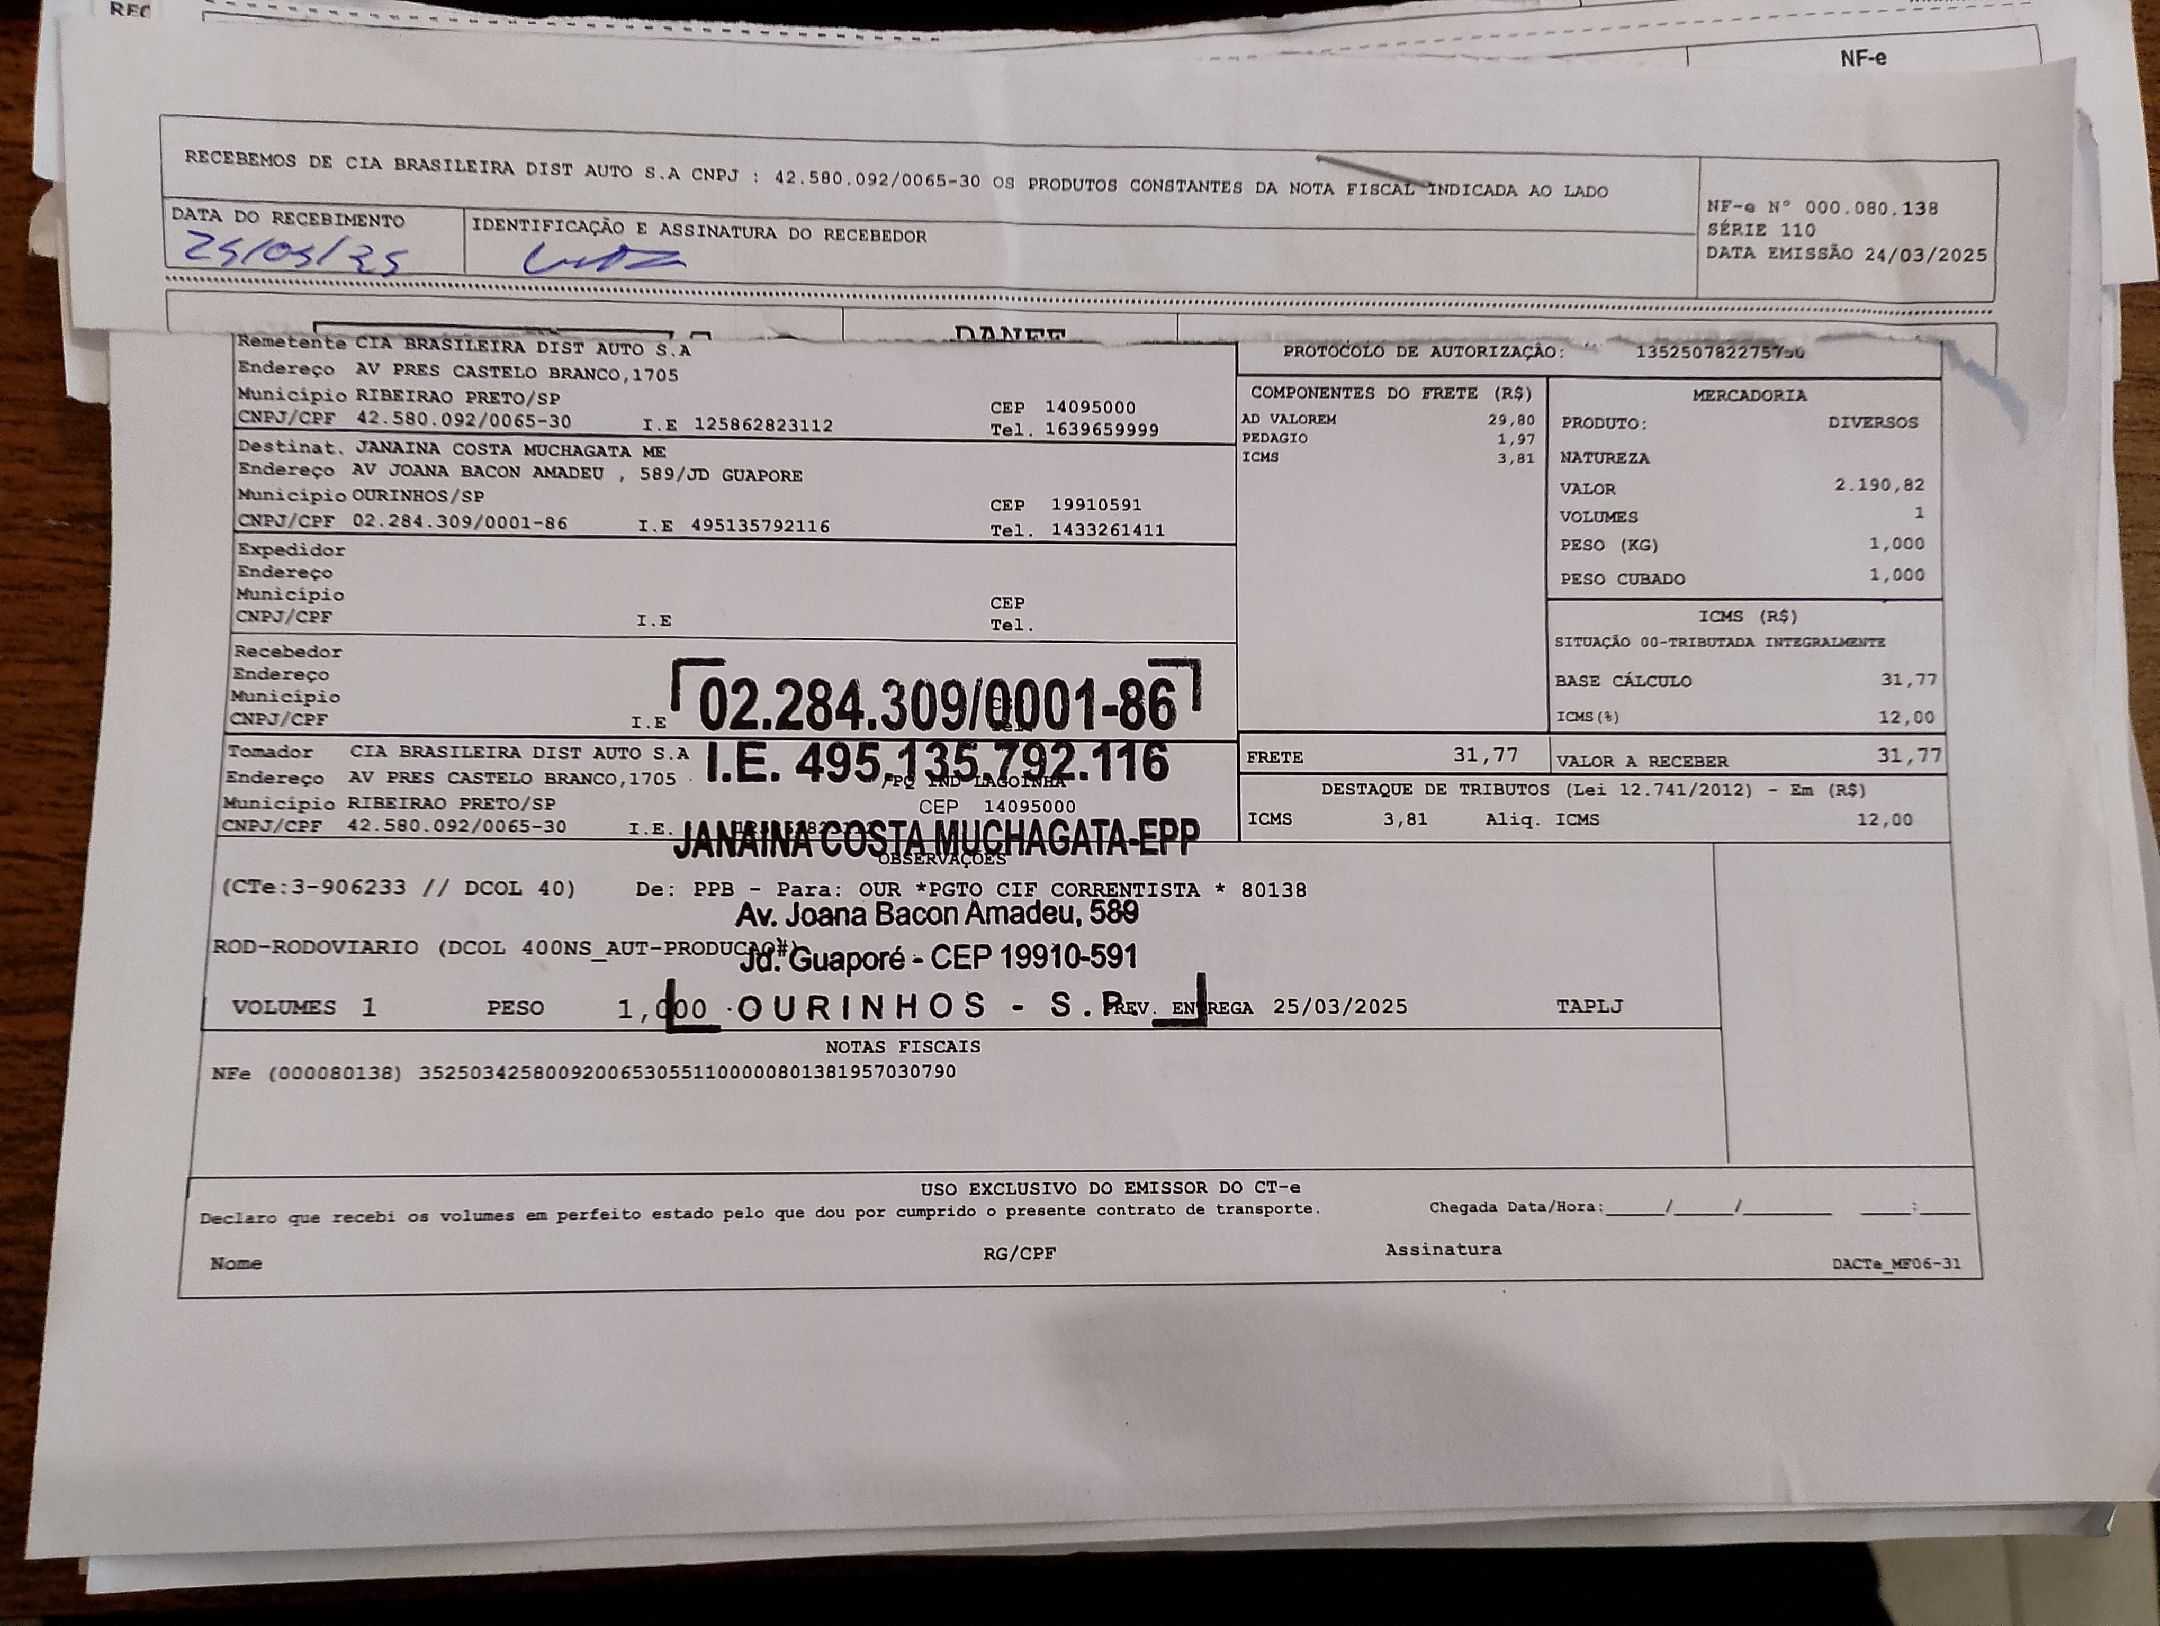 REC
NF-e
RECEBEMOS DE CIA BRASILEIRA DIST AUTO S.A CNPJ : 42.580.092/0065-30 OS PRODUTOS CONSTANTES DA NOTA FISCAL INDICADA AO LADO
NF-e N° 000.080.138
SÉRIE 110
DATA EMISSÃO 24/03/2025
DATA DO RECEBIMENTO
IDENTIFICAÇÃO E ASSINATURA DO RECEBEDOR
DANFE
Remetente CIA BRASILEIRA DIST AUTO S.A
Endereço AV PRES CASTELO BRANCO,1705
Município RIBEIRAO PRETO/SP CEP 14095000
CNPJ/CPF 42.580.092/0065-30 I.E 125862823112 Tel. 1639659999
Destinat. JANAINA COSTA MUCHAGATA ME
Endereço AV JOANA BACON AMADEU , 589/JD GUAPORE
Município OURINHOS/SP CEP 19910591
CNPJ/CPF 02.284.309/0001-86 I.E 495135792116 Tel. 1433261411
Expedidor
Endereço
Município CEP
CNPJ/CPF I.E Tel.
Recebedor
Endereço
Município
CNPJ/CPF I.E
Tomador CIA BRASILEIRA DIST AUTO S.A
Endereço AV PRES CASTELO BRANCO,1705 /PQ IND LAGOINHA
Município RIBEIRAO PRETO/SP CEP 14095000
CNPJ/CPF 42.580.092/0065-30 I.E.
PROTOCOLO DE AUTORIZAÇÃO:
COMPONENTES DO FRETE (R$)
AD VALOREM 29,80
PEDAGIO 1,97
ICMS 3,81
MERCADORIA
PRODUTO: DIVERSOS
NATUREZA
VALOR 2.190,82
VOLUMES 1
PESO (KG) 1,000
PESO CUBADO 1,000
ICMS (R$)
SITUAÇÃO 00-TRIBUTADA INTEGRALMENTE
BASE CÁLCULO 31,77
ICMS(%) 12,00
FRETE 31,77 VALOR A RECEBER 31,77
DESTAQUE DE TRIBUTOS (Lei 12.741/2012) - Em (R$)
ICMS 3,81 Aliq. ICMS 12,00
02.284.309/0001-86
I.E. 495.135.792.116
JANAINA COSTA MUCHAGATA-EPP
Av. Joana Bacon Amadeu, 589
Jd. Guaporé - CEP 19910-591
OURINHOS - S.P.
OBSERVAÇÕES
(CTe:3-906233 // DCOL 40) De: PPB - Para: OUR *PGTO CIF CORRENTISTA * 80138
ROD-RODOVIARIO (DCOL 400NS_AUT-PRODUCAO#)
VOLUMES 1 PESO 1,000 PREV. ENTREGA 25/03/2025 TAPLJ
NOTAS FISCAIS
NFe (000080138) 35250342580092006530551100000801381957030790
USO EXCLUSIVO DO EMISSOR DO CT-e
Declaro que recebi os volumes em perfeito estado pelo que dou por cumprido o presente contrato de transporte. Chegada Data/Hora:_____/_____/________ ____:____
Nome RG/CPF Assinatura
DACTe_MF06-31